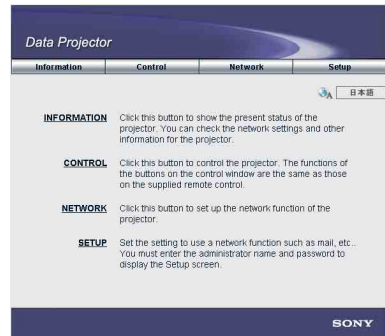 Data Projector
Information Control Network Setup
日本語
INFORMATION Click this button to show the present status of the
projector. You can check the network settings and other
information for the projector.
CONTROL Click this button to control the projector. The functions of
the buttons on the control window are the same as those
on the supplied remote control.
NETWORK Click this button to set up the network function of the
projector.
SETUP Set the setting to use a network function such as mail, etc..
You must enter the administrator name and password to
display the Setup screen.
SONY